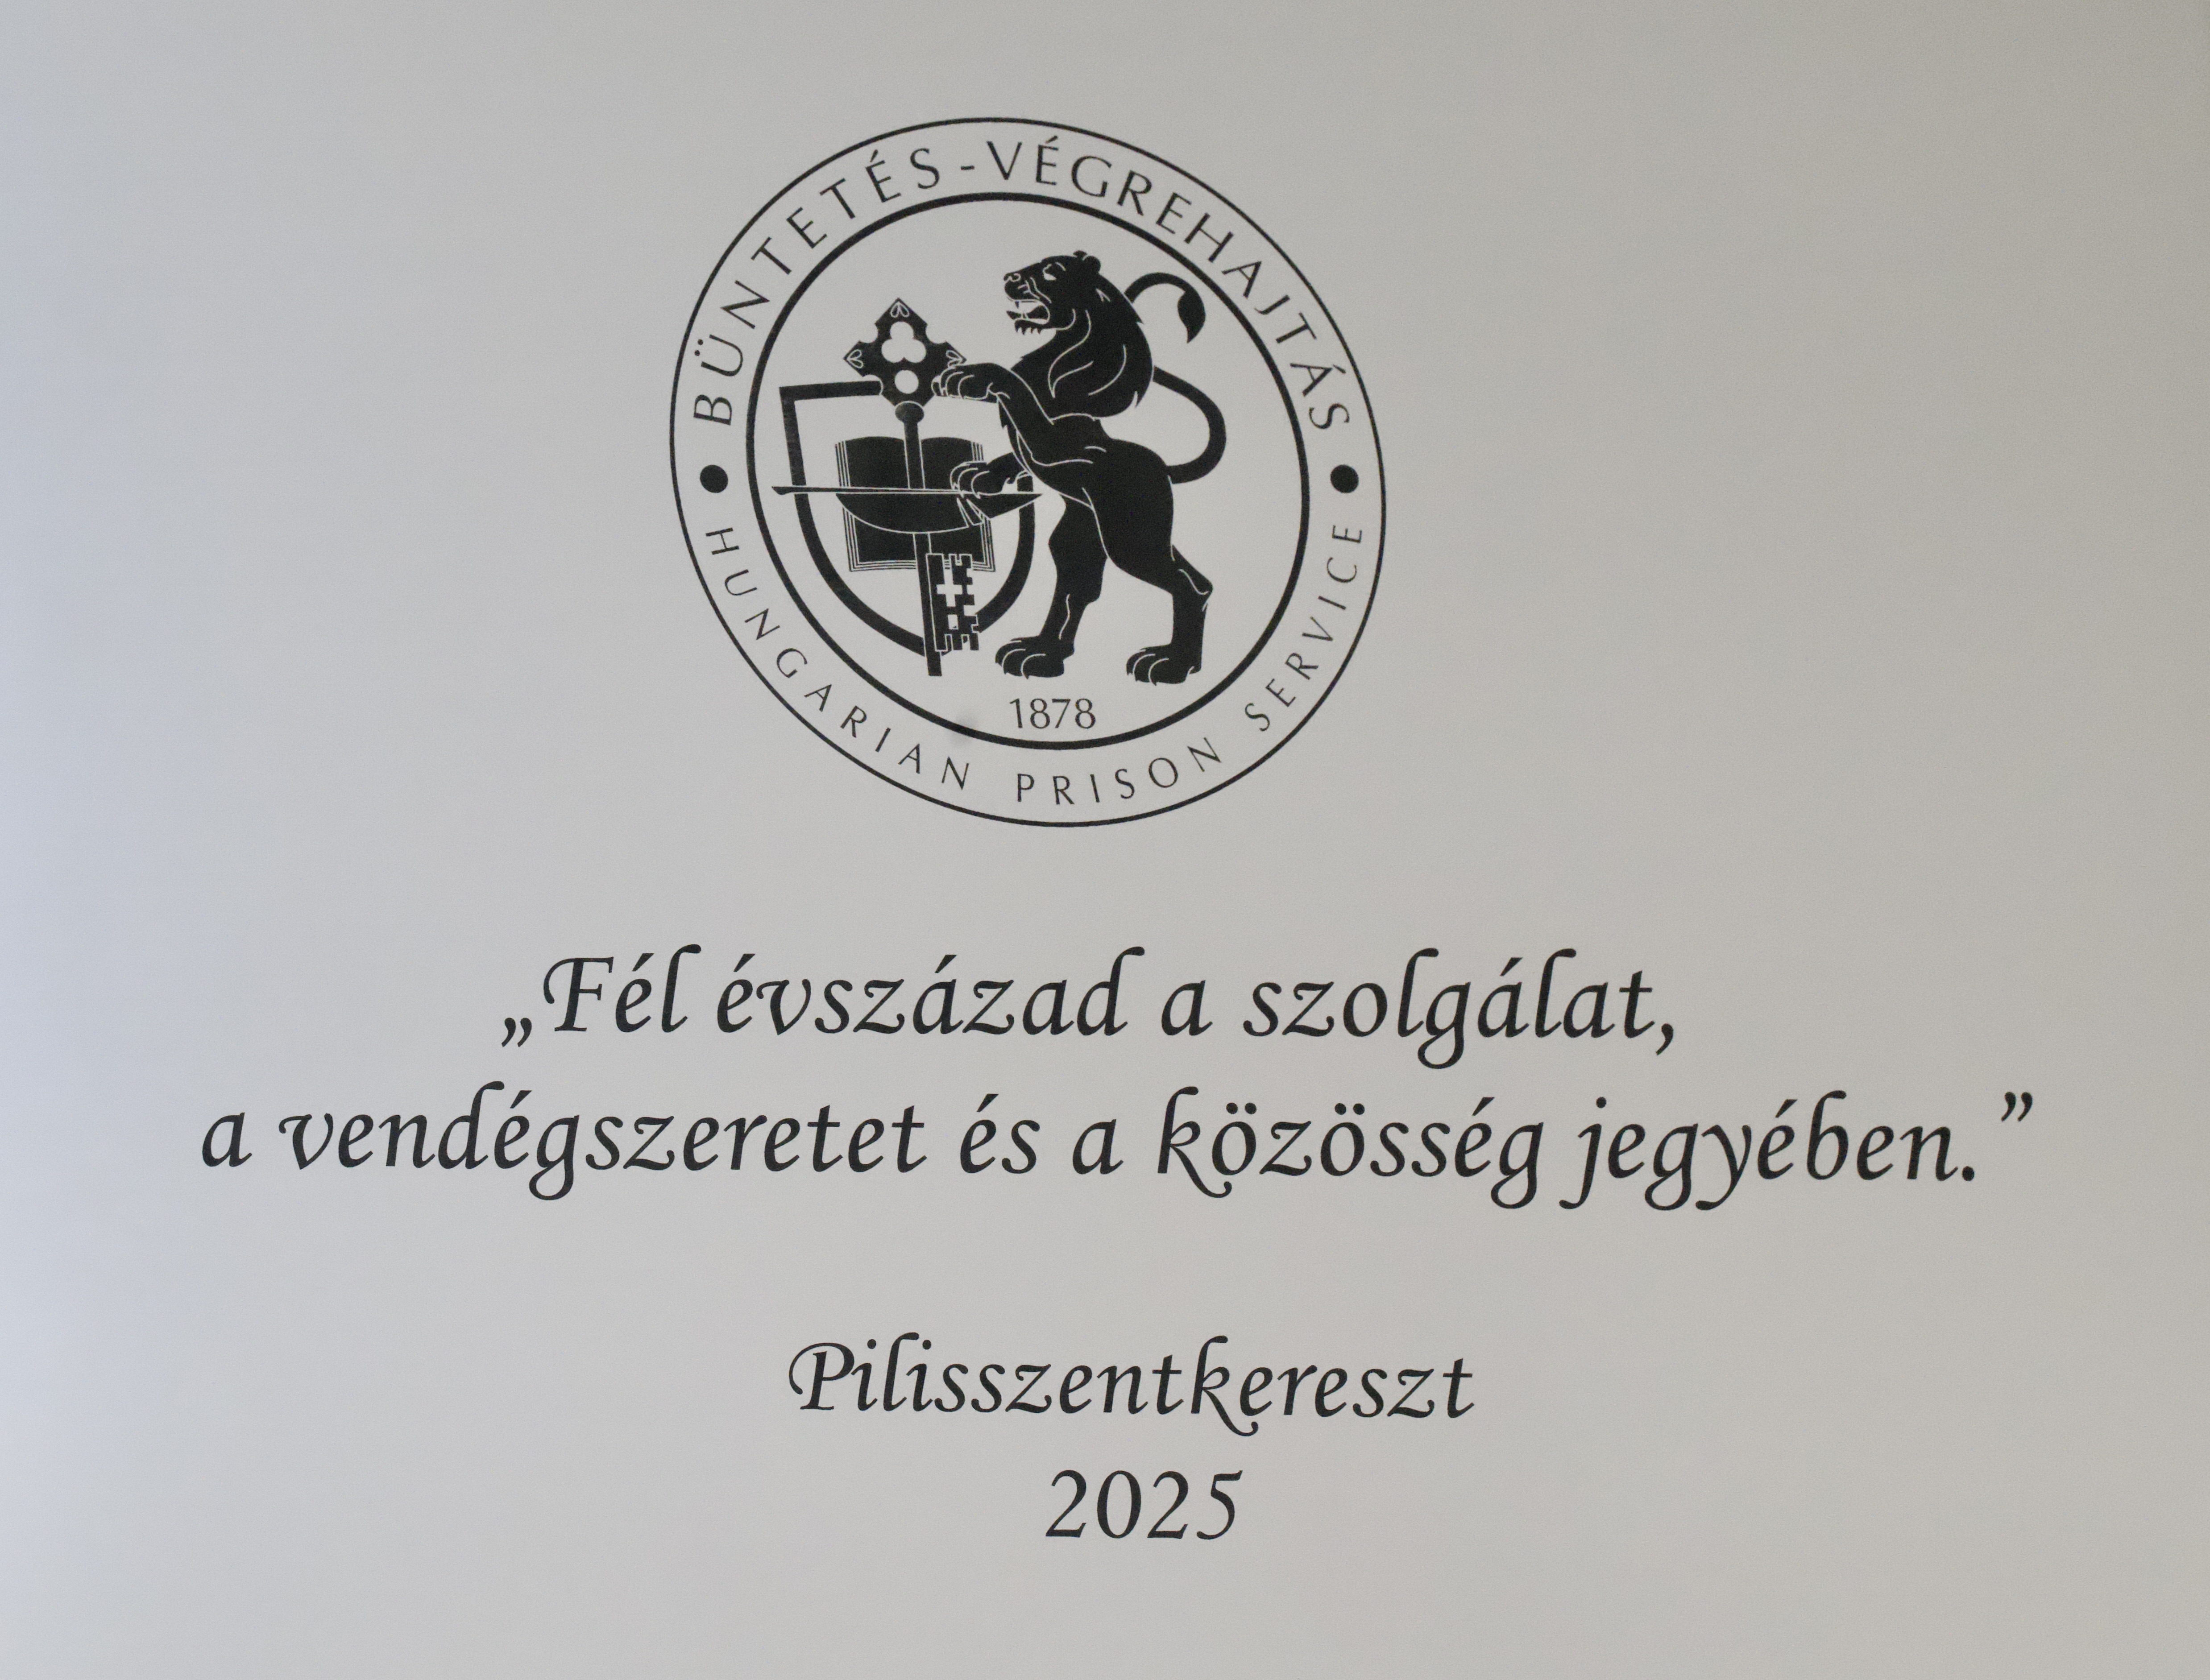 BÜNTETÉS-VÉGREHAJTÁS
HUNGARIAN PRISON SERVICE
1878
„Fél évszázad a szolgálat,
a vendégszeretet és a közösség jegyében.”
Pilisszentkereszt
2025